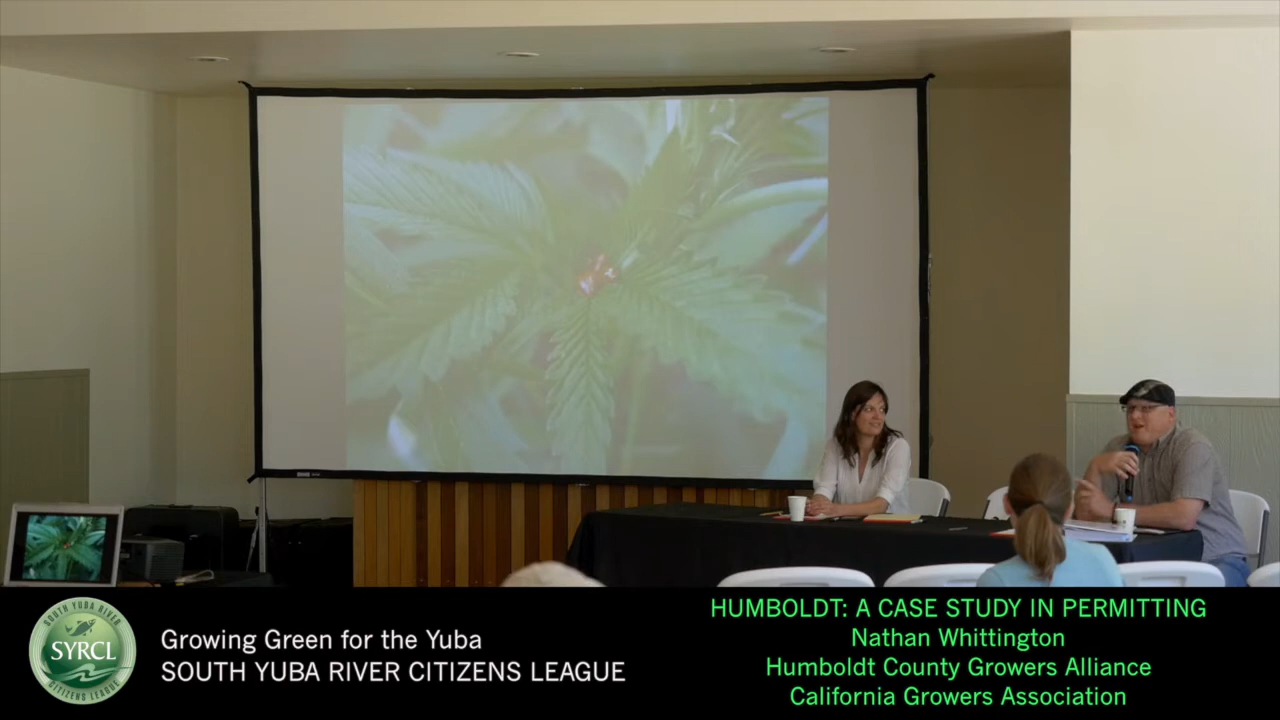 SOUTH YUBA RIVER
SYRCL
CITIZENS LEAGUE
Growing Green for the Yuba
SOUTH YUBA RIVER CITIZENS LEAGUE
HUMBOLDT: A CASE STUDY IN PERMITTING
Nathan Whittington
Humboldt County Growers Alliance
California Growers Association